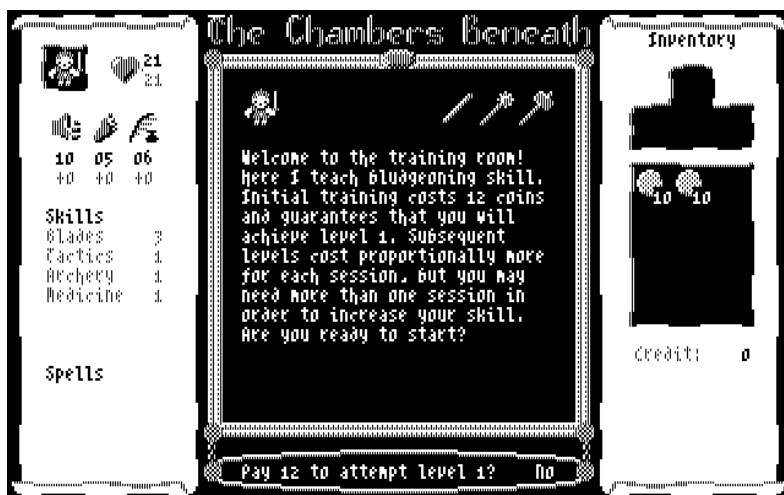 The Chambers Beneath
21
21
10 05 06
+0 +0 +0
Skills
Blades 3
Tactics 1
Archery 1
Medicine 1
Spells
Welcome to the training room!
Here I teach bludgeoning skill.
Initial training costs 12 coins
and guarantees that you will
achieve level 1. Subsequent
levels cost proportionally more
for each session, but you may
need more than one session in
order to increase your skill.
Are you ready to start?
Pay 12 to attempt level 1? No
Inventory
10 10
Credit: 0